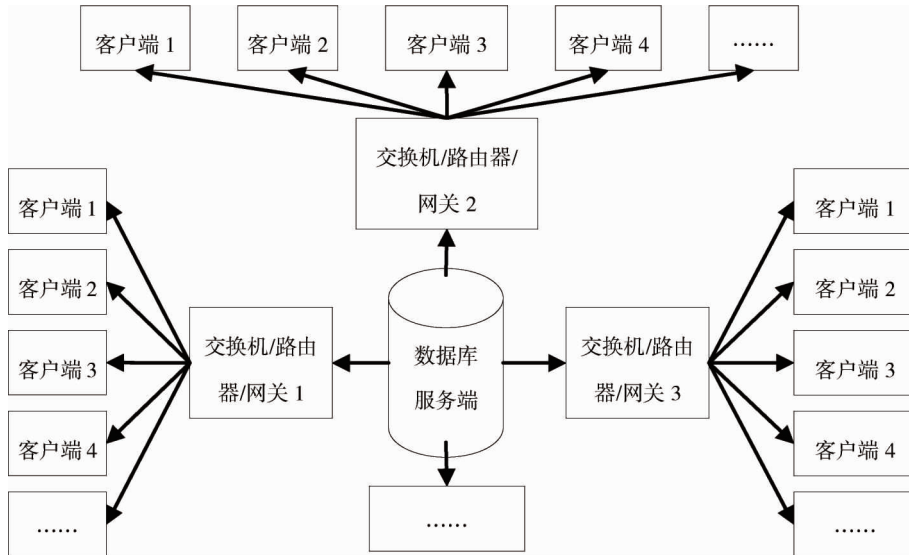 客户端 1
客户端 2
客户端 3
客户端 4
……
交换机/路由器/
网关 2
客户端 1
客户端 2
客户端 3
客户端 4
……
交换机/路由
器/网关 1
数据库
服务端
……
交换机/路由
器/网关 3
客户端 1
客户端 2
客户端 3
客户端 4
……